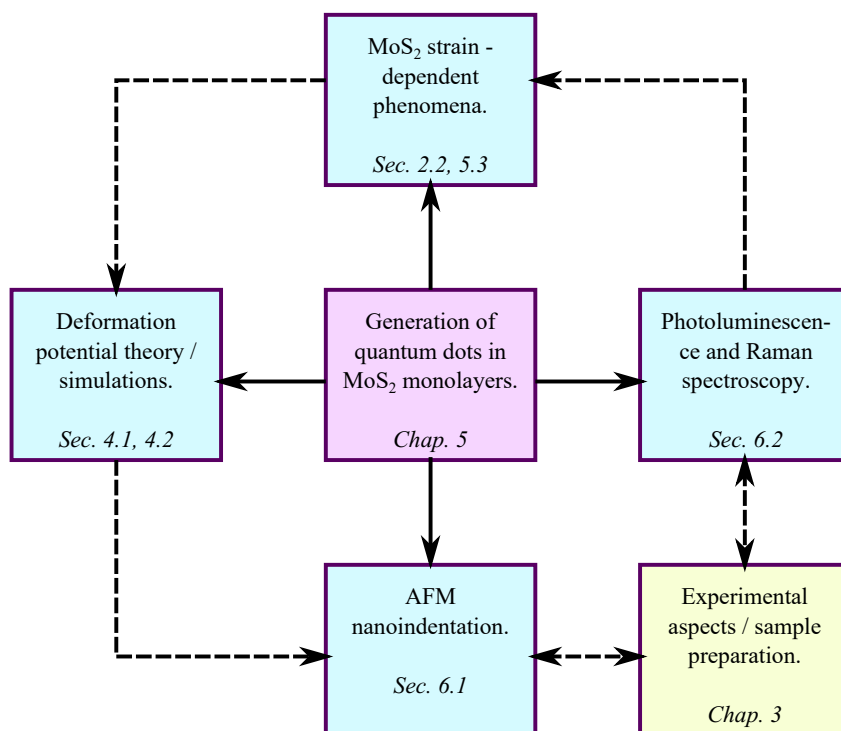 MoS₂ strain -
dependent
phenomena.
Sec. 2.2, 5.3
Deformation
potential theory /
simulations.
Sec. 4.1, 4.2
Generation of
quantum dots in
MoS₂ monolayers.
Chap. 5
Photoluminescen-
ce and Raman
spectroscopy.
Sec. 6.2
AFM
nanoindentation.
Sec. 6.1
Experimental
aspects / sample
preparation.
Chap. 3